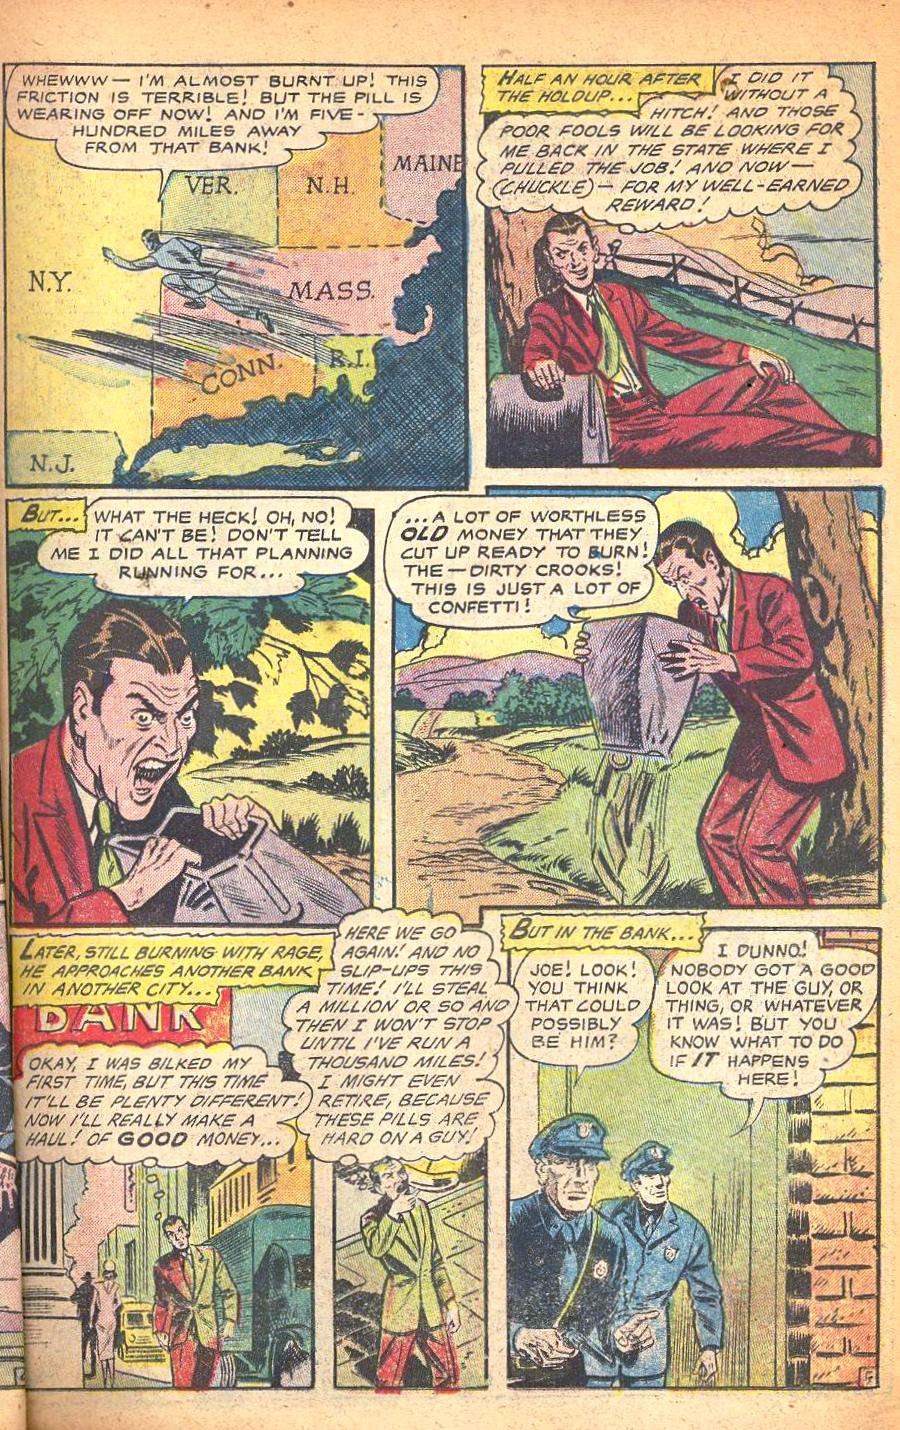 WHEWWW — I'M ALMOST BURNT UP! THIS
FRICTION IS TERRIBLE! BUT THE PILL IS
WEARING OFF NOW! AND I'M FIVE-
HUNDRED MILES AWAY
FROM THAT BANK!
VER.
N.H.
MAINE
N.Y.
MASS.
CONN.
R.I.
N.J.
HALF AN HOUR AFTER
THE HOLDUP...
I DID IT
WITHOUT A
HITCH! AND THOSE
POOR FOOLS WILL BE LOOKING FOR
ME BACK IN THE STATE WHERE I
PULLED THE JOB! AND NOW —
(CHUCKLE) — FOR MY WELL-EARNED
REWARD!
BUT...
WHAT THE HECK! OH, NO!
IT CAN'T BE! DON'T TELL
ME I DID ALL THAT PLANNING
RUNNING FOR...
...A LOT OF WORTHLESS
OLD MONEY THAT THEY
CUT UP READY TO BURN!
THE — DIRTY CROOKS!
THIS IS JUST A LOT OF
CONFETTI!
LATER, STILL BURNING WITH RAGE,
HE APPROACHES ANOTHER BANK
IN ANOTHER CITY...
BANK
OKAY, I WAS BILKED MY
FIRST TIME, BUT THIS TIME
IT'LL BE PLENTY DIFFERENT!
NOW I'LL REALLY MAKE A
HAUL! OF GOOD MONEY...
HERE WE GO
AGAIN! AND NO
SLIP-UPS THIS
TIME! I'LL STEAL
A MILLION OR SO AND
THEN I WON'T STOP
UNTIL I'VE RUN A
THOUSAND MILES!
I MIGHT EVEN
RETIRE, BECAUSE
THESE PILLS ARE
HARD ON A GUY!
BUT IN THE BANK...
JOE! LOOK!
YOU THINK
THAT COULD
POSSIBLY
BE HIM?
I DUNNO!
NOBODY GOT A GOOD
LOOK AT THE GUY, OR
THING, OR WHATEVER
IT WAS! BUT YOU
KNOW WHAT TO DO
IF IT HAPPENS
HERE!